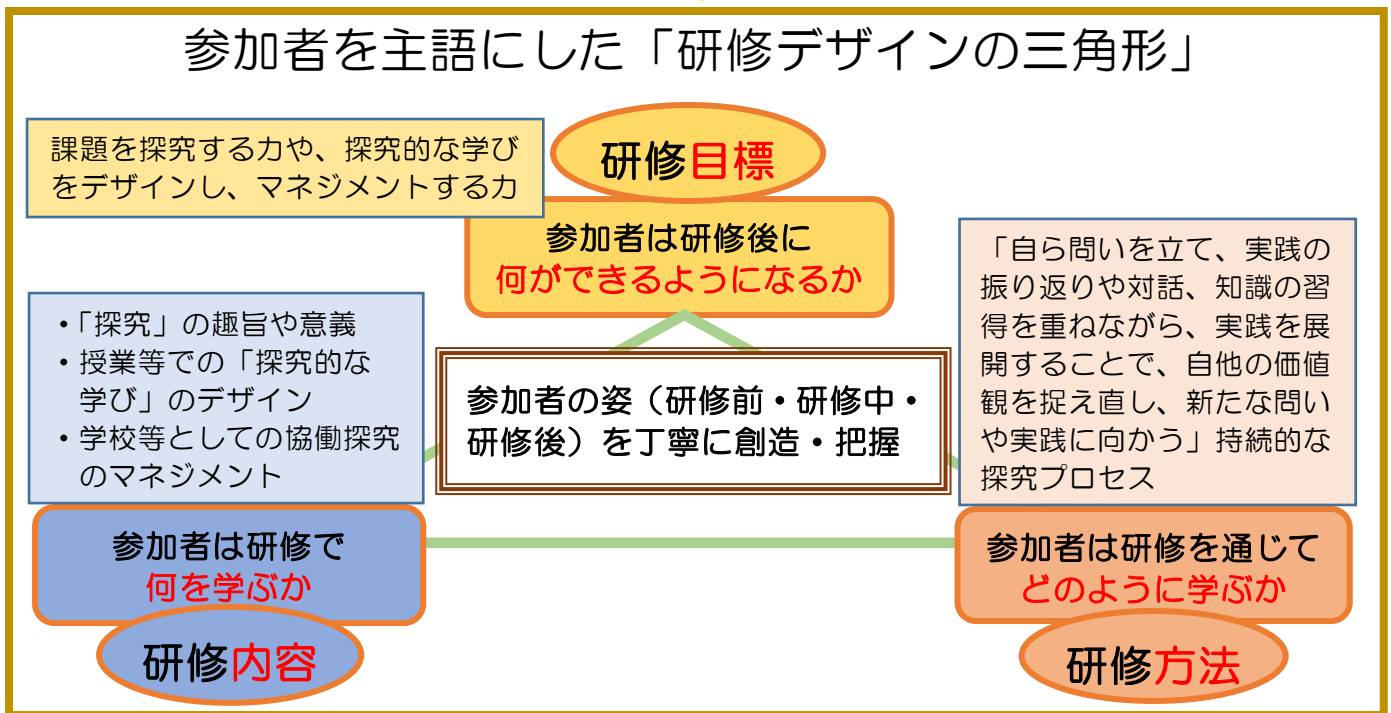 参加者を主語にした「研修デザインの三角形」
課題を探究する力や、探究的な学び
をデザインし、マネジメントする力
研修目標
参加者は研修後に
何ができるようになるか
「自ら問いを立て、実践の
振り返りや対話、知識の習
得を重ねながら、実践を展
開することで、自他の価値
観を捉え直し、新たな問い
や実践に向かう」持続的な
探究プロセス
・「探究」の趣旨や意義
・授業等での「探究的な
学び」のデザイン
・学校等としての協働探究
のマネジメント
参加者の姿（研修前・研修中・
研修後）を丁寧に創造・把握
参加者は研修で
何を学ぶか
研修内容
参加者は研修を通じて
どのように学ぶか
研修方法